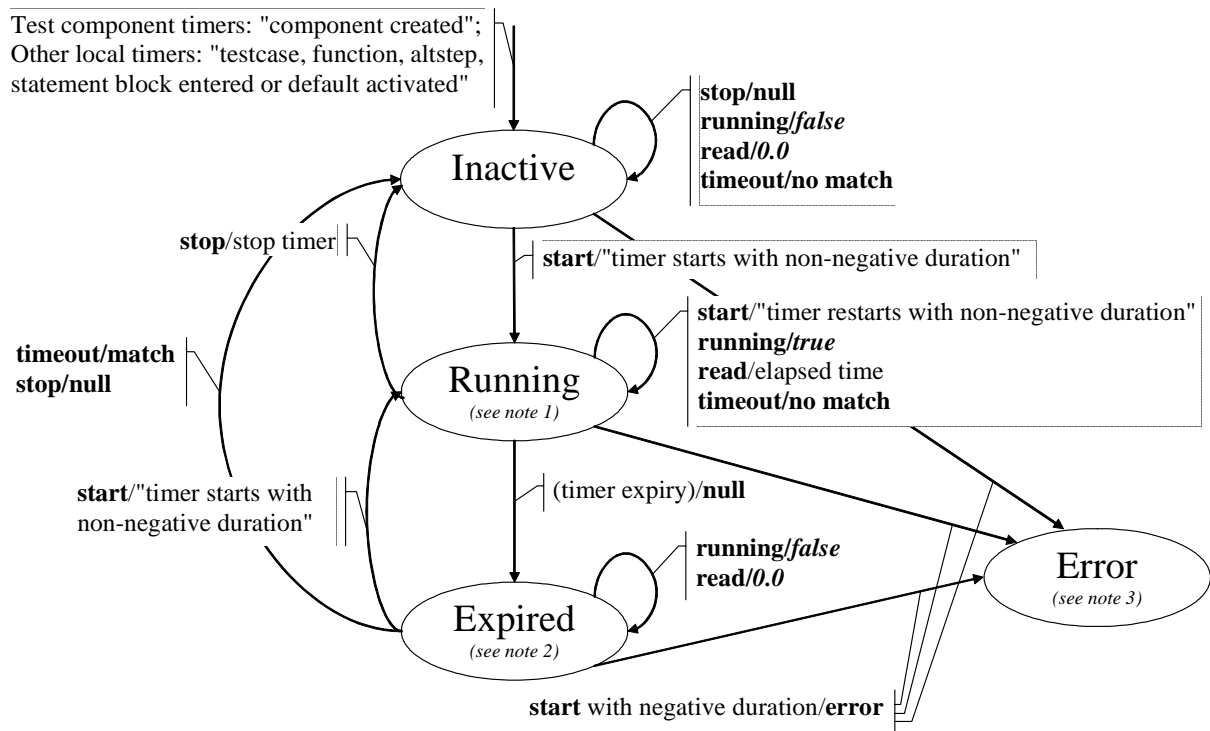 Test component timers: "component created";
Other local timers: "testcase, function, altstep,
statement block entered or default activated"
stop/null
running/false
read/0.0
timeout/no match
Inactive
stop/stop timer
start/"timer starts with non-negative duration"
start/"timer restarts with non-negative duration"
running/true
read/elapsed time
timeout/no match
timeout/match
stop/null
Running
(see note 1)
start/"timer starts with
non-negative duration"
(timer expiry)/null
running/false
read/0.0
Error
(see note 3)
Expired
(see note 2)
start with negative duration/error